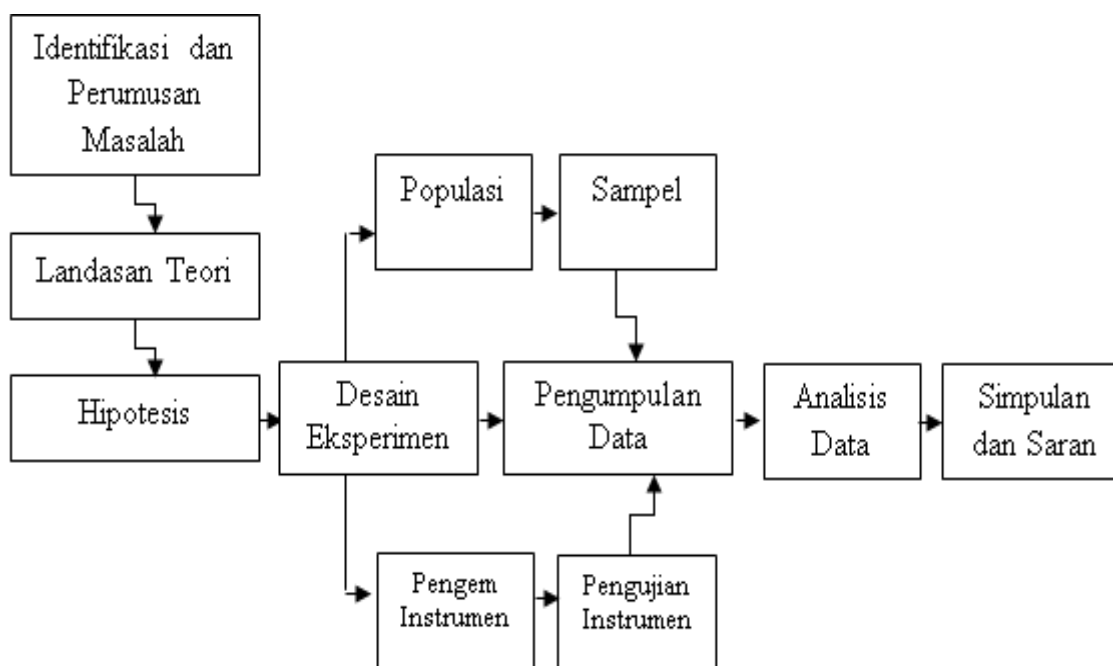 Identifikasi dan
Perumusan
Masalah
Landasan Teori
Hipotesis
Desain
Eksperimen
Populasi
Sampel
Pengem
Instrumen
Pengujian
Instrumen
Pengumpulan
Data
Analisis
Data
Simpulan
dan Saran